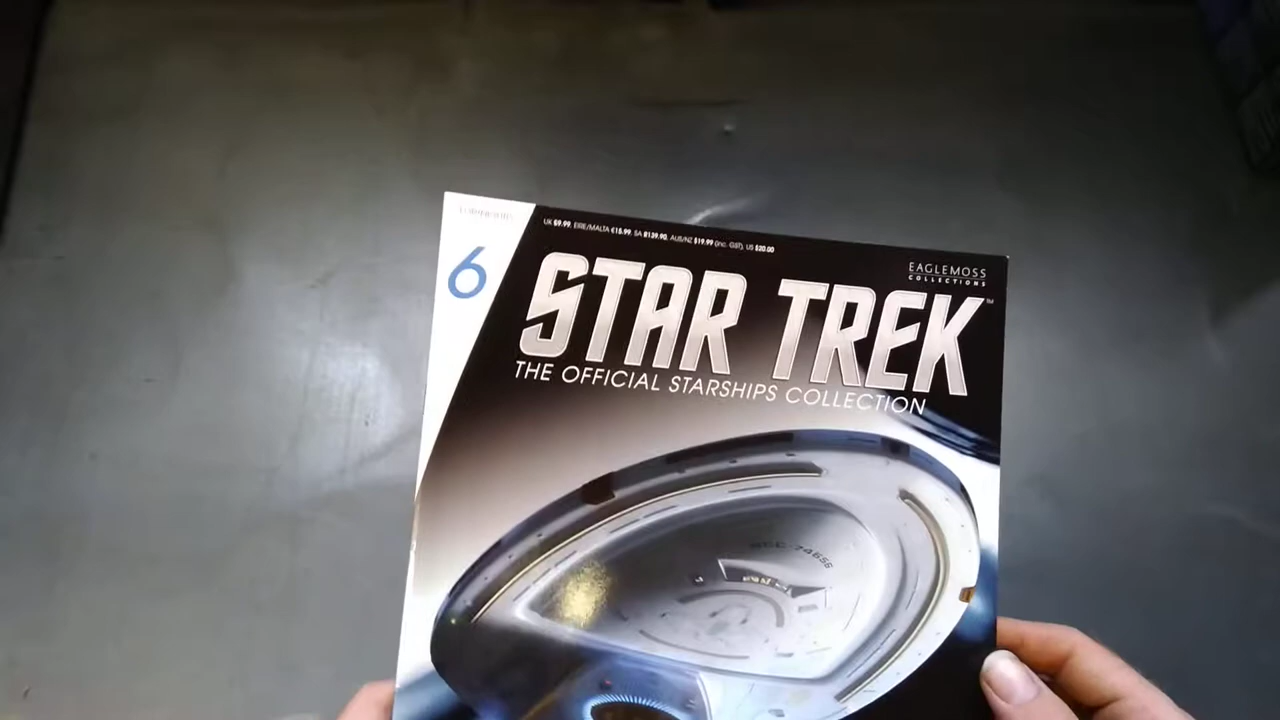 UK £9.99, EIRE/MALTA €15.99, SA R139.90, AUS/NZ $19.99 (inc. GST), US $20.00
6
EAGLEMOSS
COLLECTIONS
STAR TREK™
THE OFFICIAL STARSHIPS COLLECTION
NCC-74656